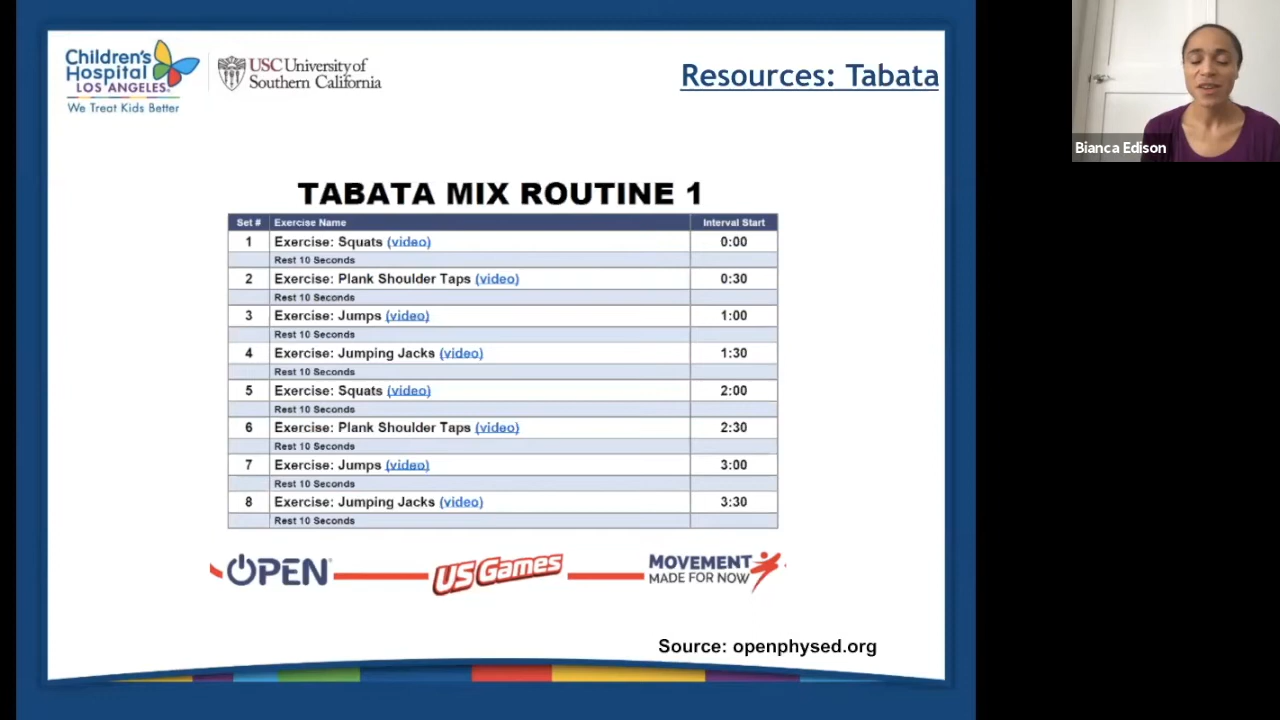 Children's
Hospital
LOS ANGELES®
We Treat Kids Better
USC University of
Southern California
Resources: Tabata
Bianca Edison
TABATA MIX ROUTINE 1
Set # Exercise Name Interval Start
1 Exercise: Squats (video) 0:00
Rest 10 Seconds
2 Exercise: Plank Shoulder Taps (video) 0:30
Rest 10 Seconds
3 Exercise: Jumps (video) 1:00
Rest 10 Seconds
4 Exercise: Jumping Jacks (video) 1:30
Rest 10 Seconds
5 Exercise: Squats (video) 2:00
Rest 10 Seconds
6 Exercise: Plank Shoulder Taps (video) 2:30
Rest 10 Seconds
7 Exercise: Jumps (video) 3:00
Rest 10 Seconds
8 Exercise: Jumping Jacks (video) 3:30
Rest 10 Seconds
OPEN
US Games
MOVEMENT
MADE FOR NOW
Source: openphysed.org